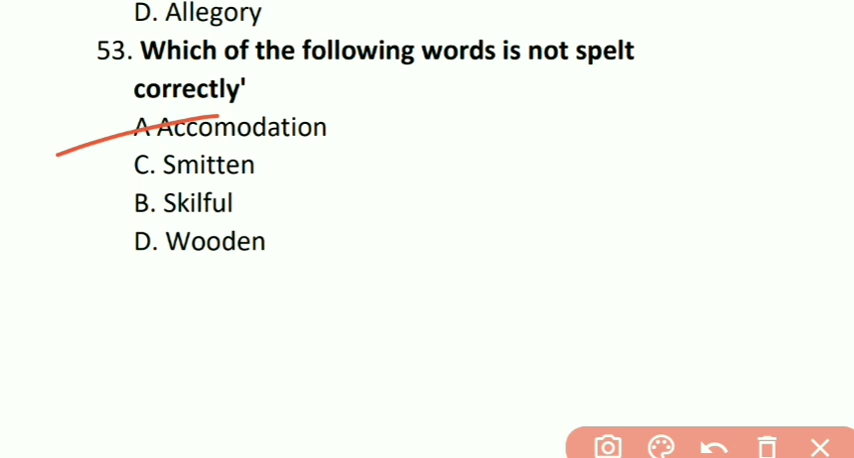 D. Allegory
53. Which of the following words is not spelt
correctly'
A Accomodation
C. Smitten
B. Skilful
D. Wooden